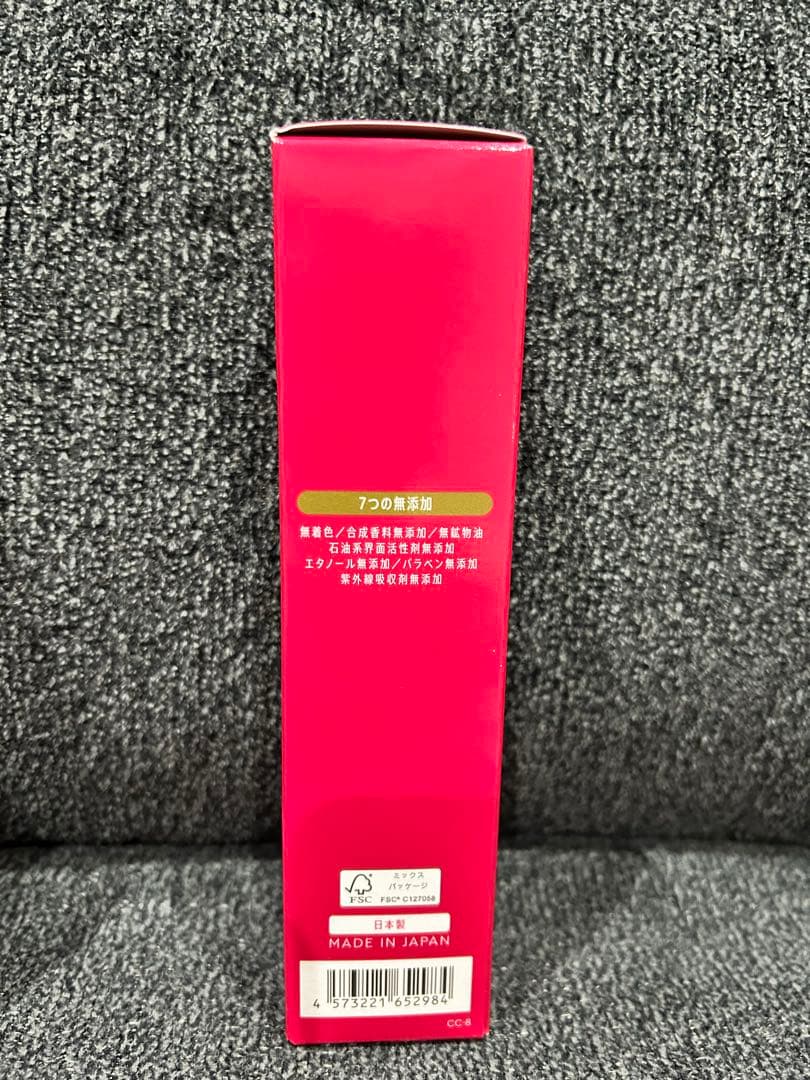 7つの無添加
無着色／合成香料無添加／無鉱物油
石油系界面活性剤無添加
エタノール無添加／パラベン無添加
紫外線吸収剤無添加
ミックス
パッケージ
FSC
FSC® C127058
日本製
MADE IN JAPAN
4 573221 652984
CC-8